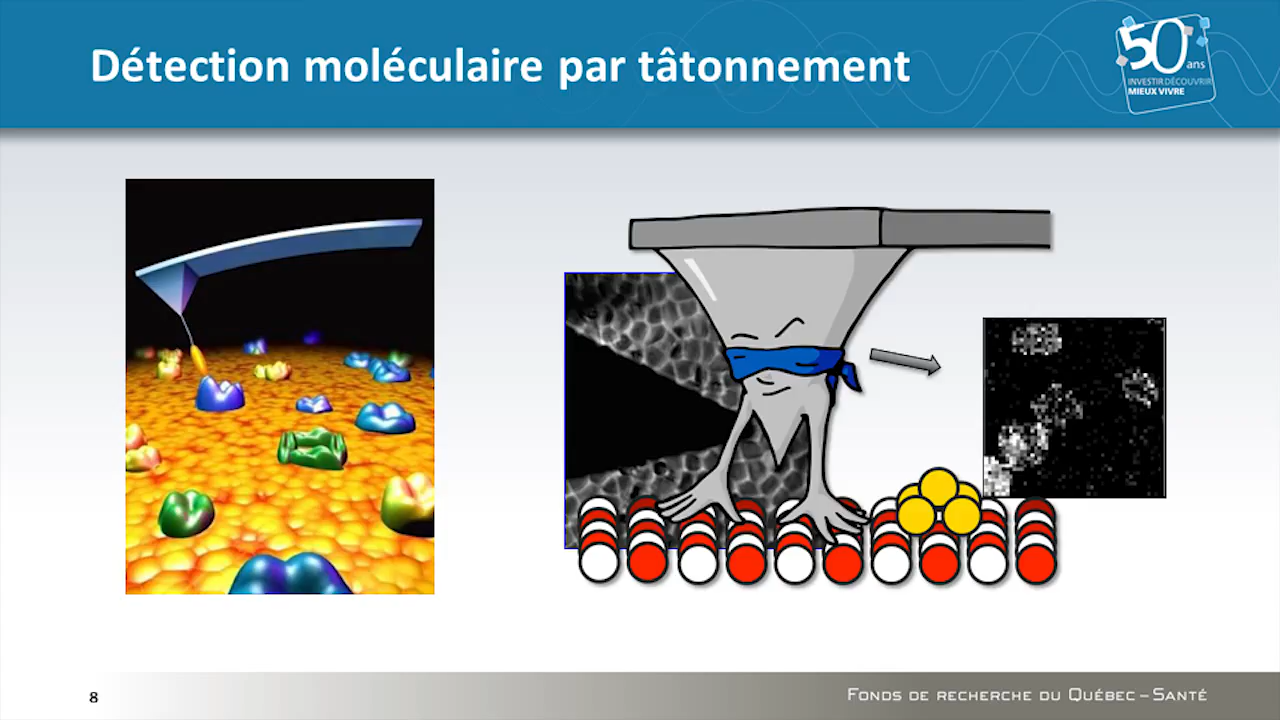 Détection moléculaire par tâtonnement
50 ans
INVESTIR DÉCOUVRIR
MIEUX VIVRE
8
FONDS DE RECHERCHE DU QUÉBEC – SANTÉ